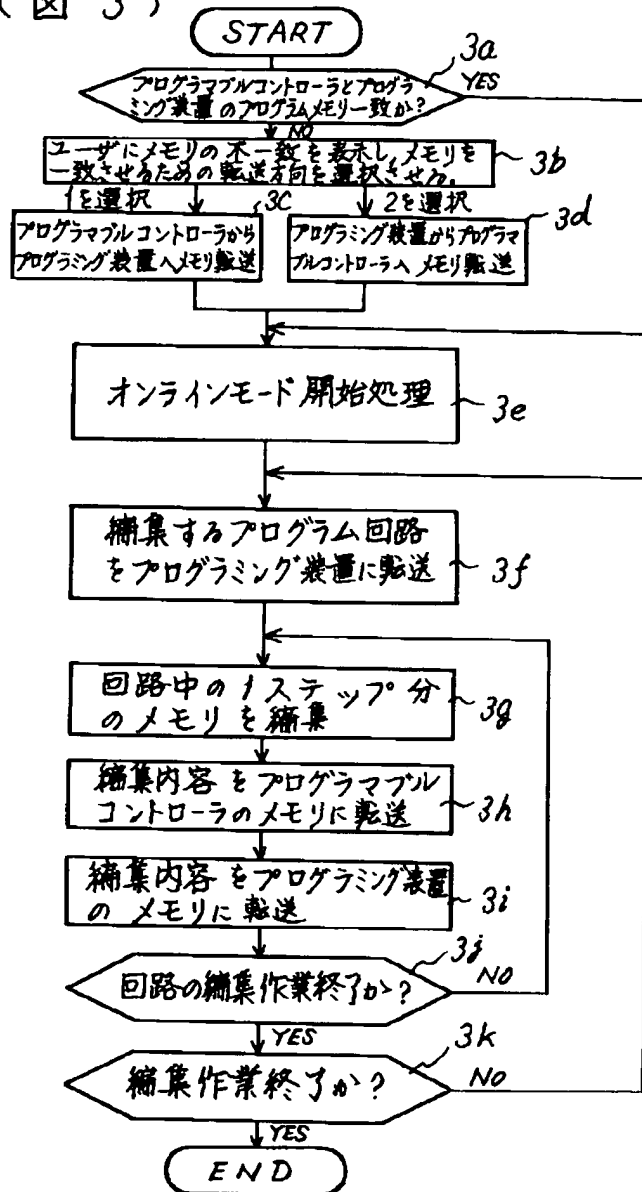 (図 3)
START
3a
プログラマブルコントローラとプログラ
ミング装置のプログラムメモリ一致か?
YES
NO
ユーザにメモリの不一致を表示し、メモリを
一致させるための転送方向を選択させる。
3b
1を選択
3c
2を選択
3d
プログラマブルコントローラから
プログラミング装置へメモリ転送
プログラミング装置からプログラマ
ブルコントローラへメモリ転送
オンラインモード開始処理
3e
編集するプログラム回路
をプログラミング装置に転送
3f
回路中の1ステップ分
のメモリを編集
3g
編集内容をプログラマブル
コントローラのメモリに転送
3h
編集内容をプログラミング装置
のメモリに転送
3i
3j
回路の編集作業終了か?
NO
YES
3k
編集作業終了か?
NO
YES
END